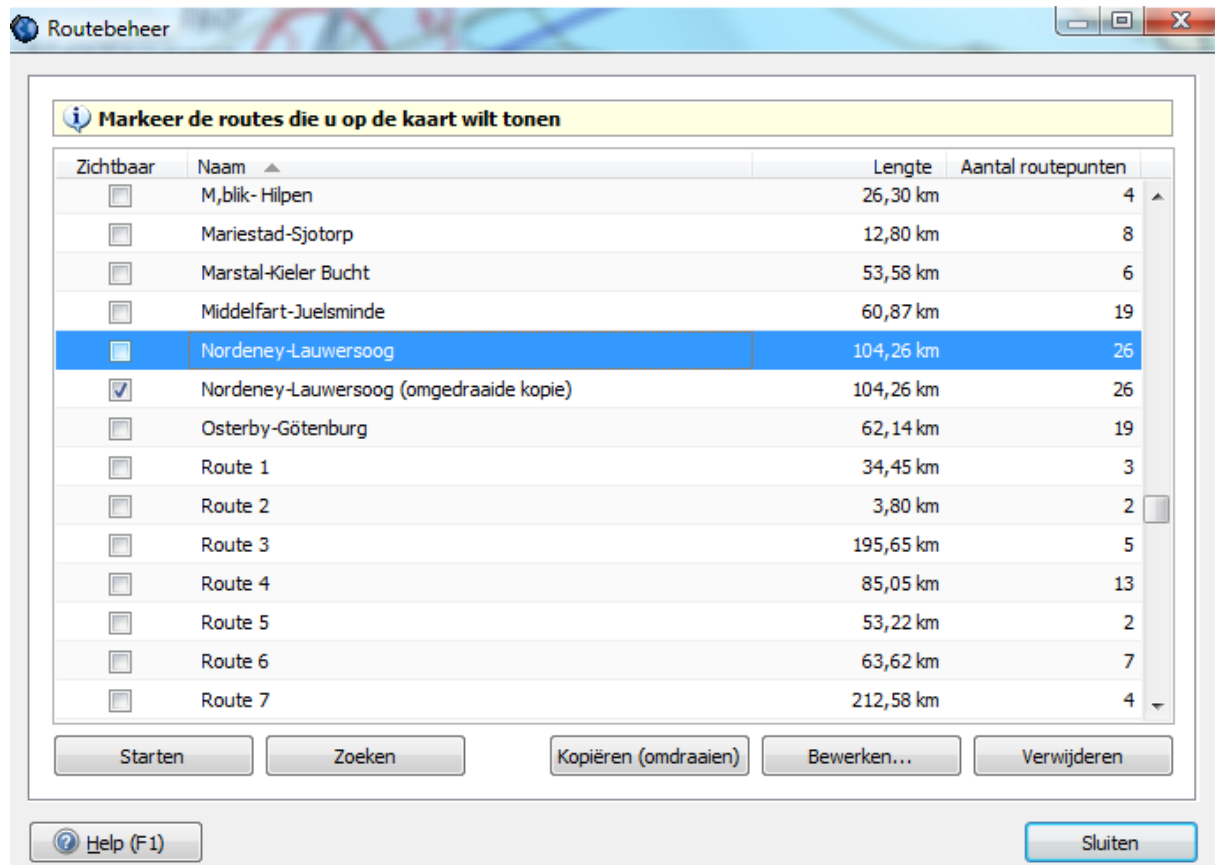 Routebeheer
Markeer de routes die u op de kaart wilt tonen
Zichtbaar Naam Lengte Aantal routepunten
M,blik- Hilpen 26,30 km 4
Mariestad-Sjotorp 12,80 km 8
Marstal-Kieler Bucht 53,58 km 6
Middelfart-Juelsminde 60,87 km 19
Nordeney-Lauwersoog 104,26 km 26
Nordeney-Lauwersoog (omgedraaide kopie) 104,26 km 26
Osterby-Götenburg 62,14 km 19
Route 1 34,45 km 3
Route 2 3,80 km 2
Route 3 195,65 km 5
Route 4 85,05 km 13
Route 5 53,22 km 2
Route 6 63,62 km 7
Route 7 212,58 km 4
Starten Zoeken Kopiëren (omdraaien) Bewerken... Verwijderen
Help (F1) Sluiten